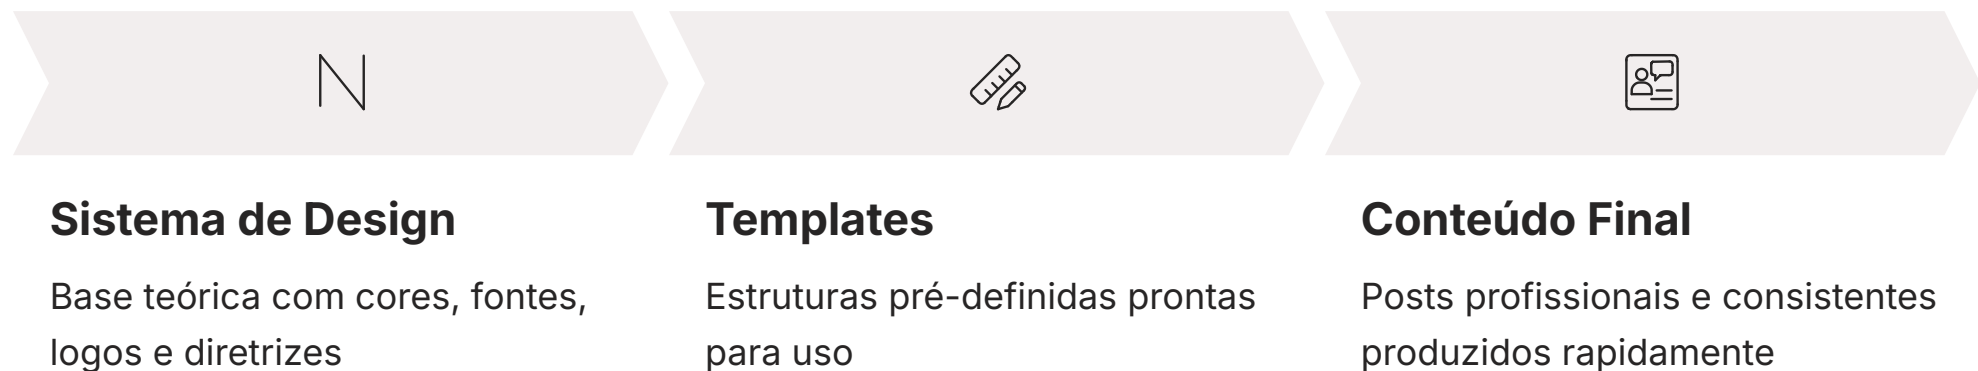 Sistema de Design
Base teórica com cores, fontes,
logos e diretrizes
Templates
Estruturas pré-definidas prontas
para uso
Conteúdo Final
Posts profissionais e consistentes
produzidos rapidamente